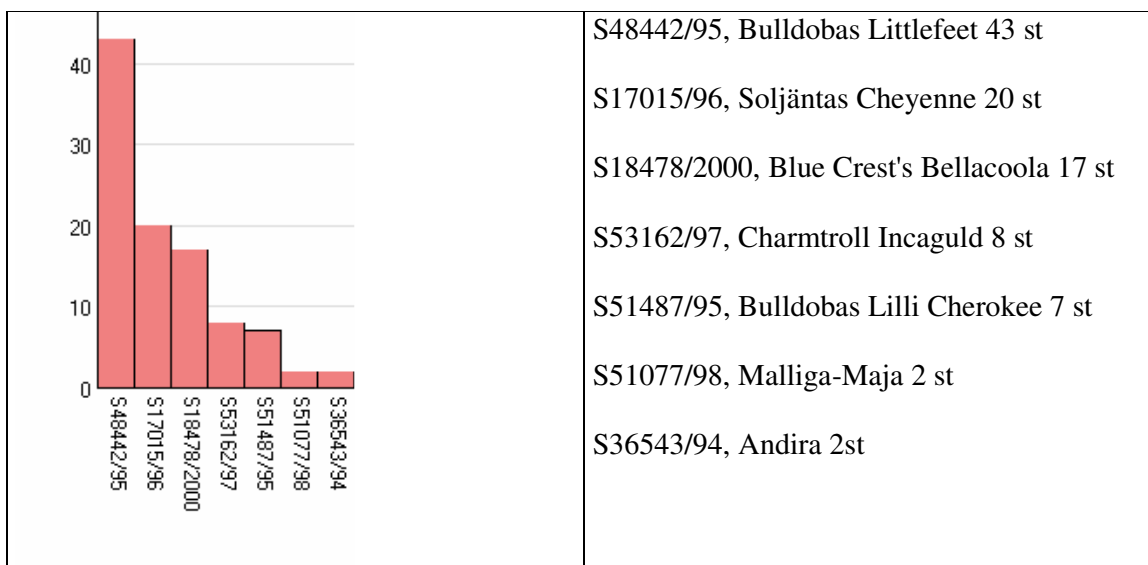 40
30
20
10
0
S48442/95
S17015/96
S18478/2000
S53162/97
S51487/95
S51077/98
S36543/94
S48442/95, Bulldobas Littlefeet 43 st
S17015/96, Soljäntas Cheyenne 20 st
S18478/2000, Blue Crest's Bellacoola 17 st
S53162/97, Charmtroll Incaguld 8 st
S51487/95, Bulldobas Lilli Cherokee 7 st
S51077/98, Malliga-Maja 2 st
S36543/94, Andira 2st